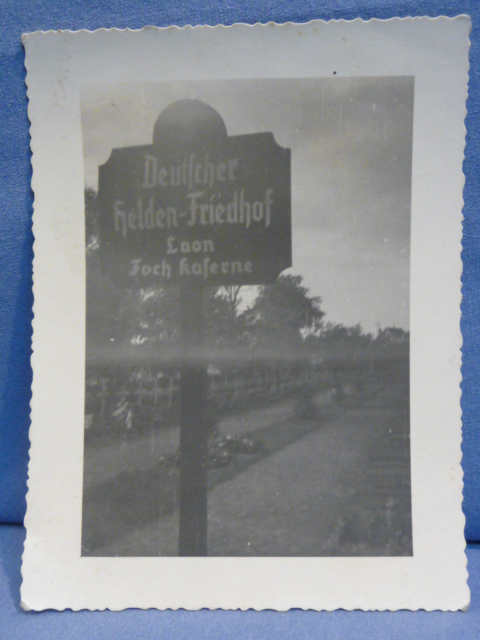 Deutscher
Helden-Friedhof
Laon
Foch Kaserne